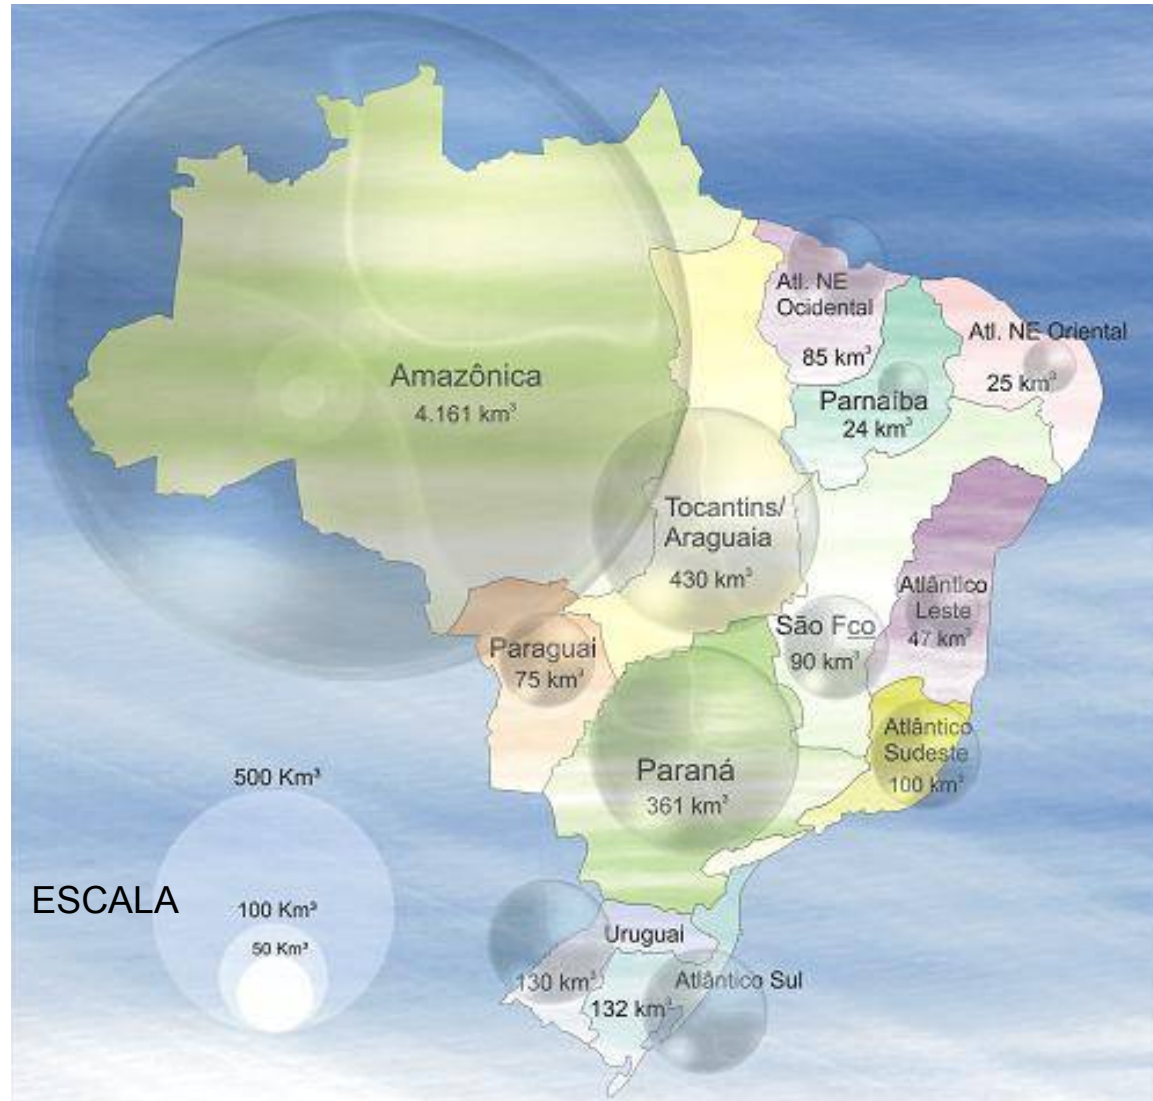 Amazônica
4.161 km³
Atl. NE
Ocidental
85 km³
Atl. NE Oriental
25 km³
Parnaíba
24 km³
Tocantins/
Araguaia
430 km³
Atlântico
Leste
47 km³
São Fco
90 km³
Paraguai
75 km³
Atlântico
Sudeste
100 km³
Paraná
361 km³
500 Km³
ESCALA
100 Km³
50 Km³
Uruguai
130 km³
Atlântico Sul
132 km³